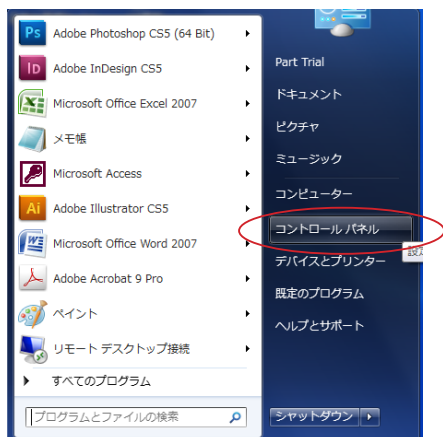 Ps
Adobe Photoshop CS5 (64 Bit)
ID
Adobe InDesign CS5
Microsoft Office Excel 2007
メモ帳
Microsoft Access
Ai
Adobe Illustrator CS5
Microsoft Office Word 2007
Adobe Acrobat 9 Pro
ペイント
リモート デスクトップ接続
すべてのプログラム
プログラムとファイルの検索
Part Trial
ドキュメント
ピクチャ
ミュージック
コンピューター
コントロール パネル
デバイスとプリンター
既定のプログラム
ヘルプとサポート
シャットダウン